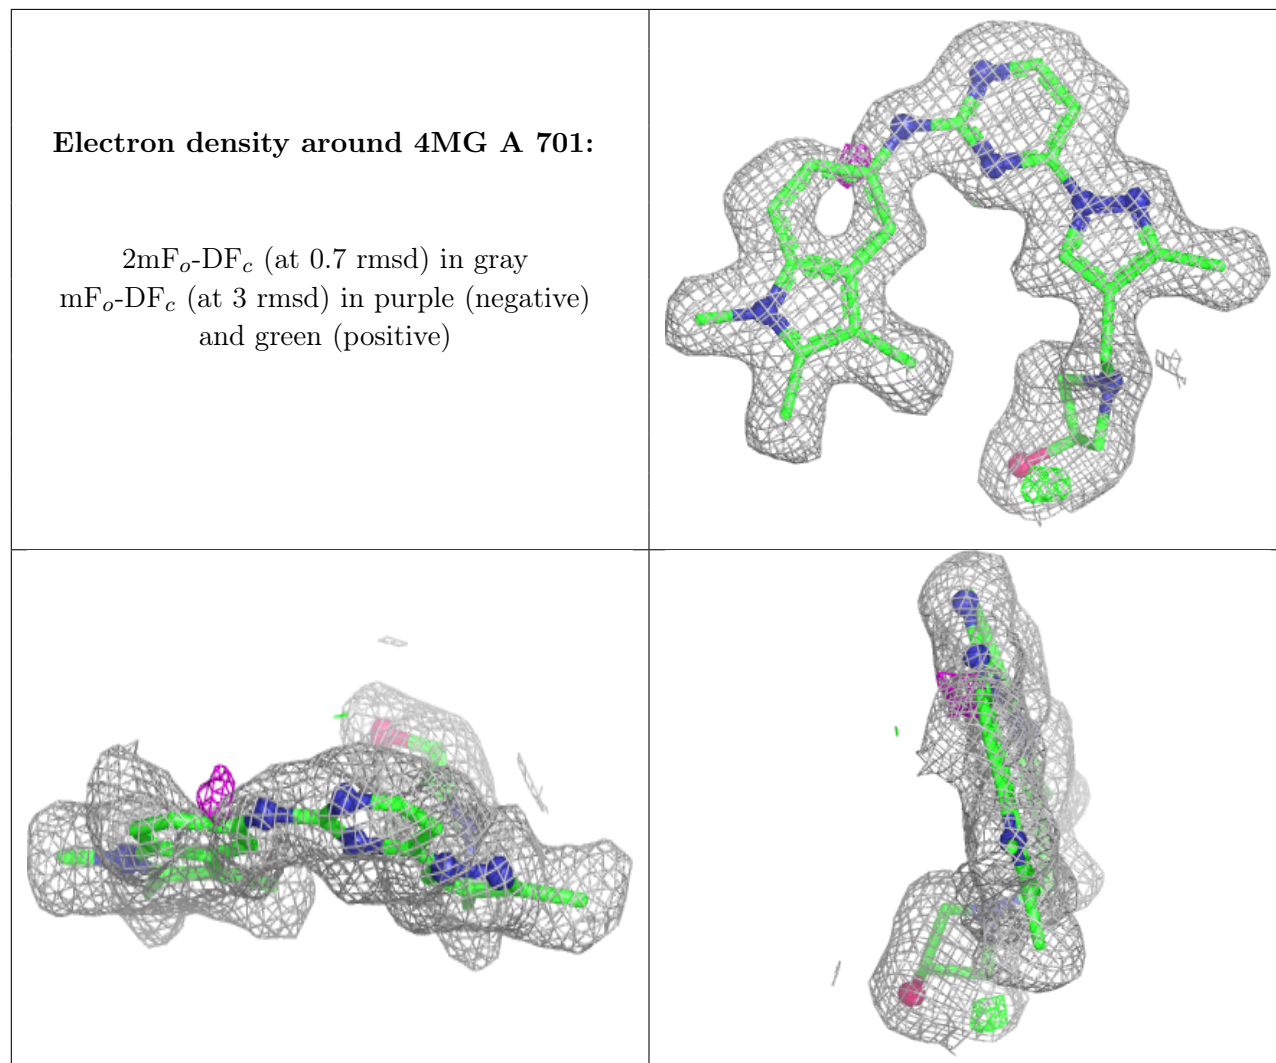 Electron density around 4MG A 701:
2mFo-DFc (at 0.7 rmsd) in gray
mFo-DFc (at 3 rmsd) in purple (negative)
and green (positive)